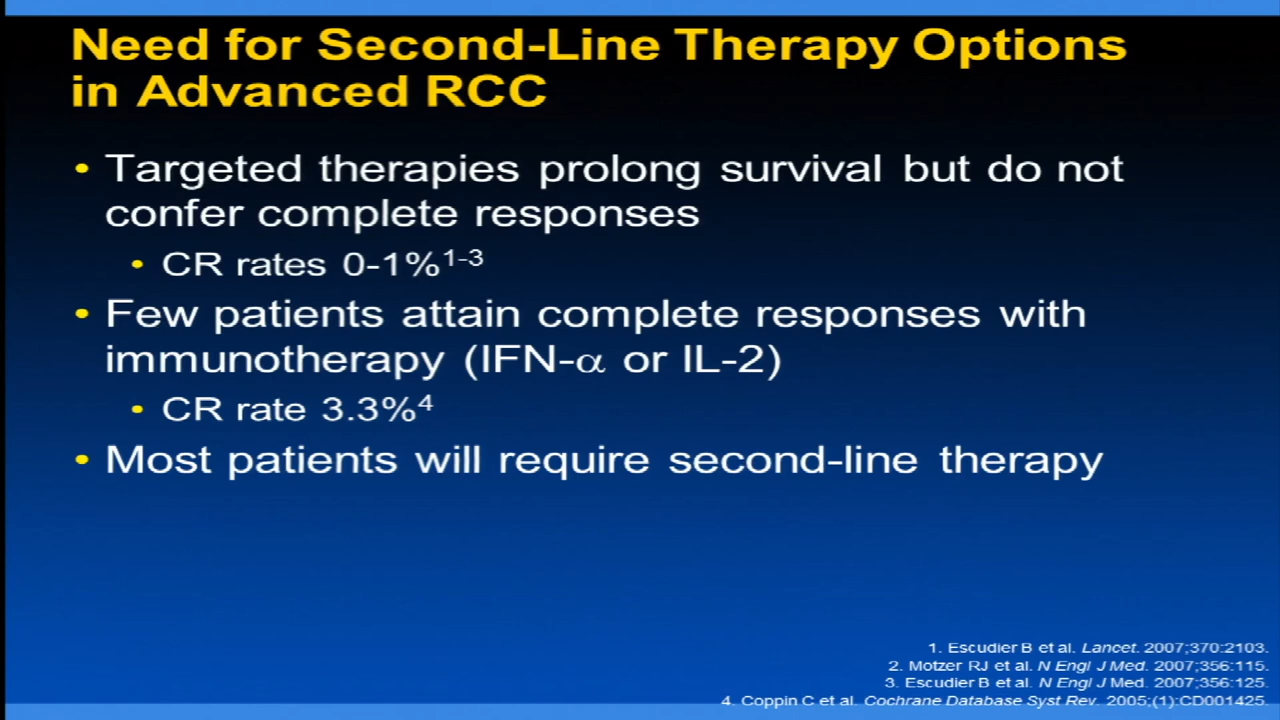 Need for Second-Line Therapy Options
in Advanced RCC
• Targeted therapies prolong survival but do not
confer complete responses
• CR rates 0-1%1-3
• Few patients attain complete responses with
immunotherapy (IFN-α or IL-2)
• CR rate 3.3%4
• Most patients will require second-line therapy
1. Escudier B et al. Lancet. 2007;370:2103.
2. Motzer RJ et al. N Engl J Med. 2007;356:115.
3. Escudier B et al. N Engl J Med. 2007;356:125.
4. Coppin C et al. Cochrane Database Syst Rev. 2005;(1):CD001425.